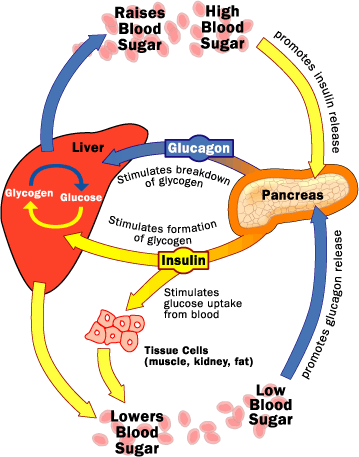 Raises
Blood
Sugar
High
Blood
Sugar
promotes insulin release
Liver
Glucagon
Stimulates breakdown
of glycogen
Glycogen
Glucose
Pancreas
Stimulates formation
of glycogen
Insulin
Stimulates
glucose uptake
from blood
promotes glucagon release
Tissue Cells
(muscle, kidney, fat)
Lowers
Blood
Sugar
Low
Blood
Sugar